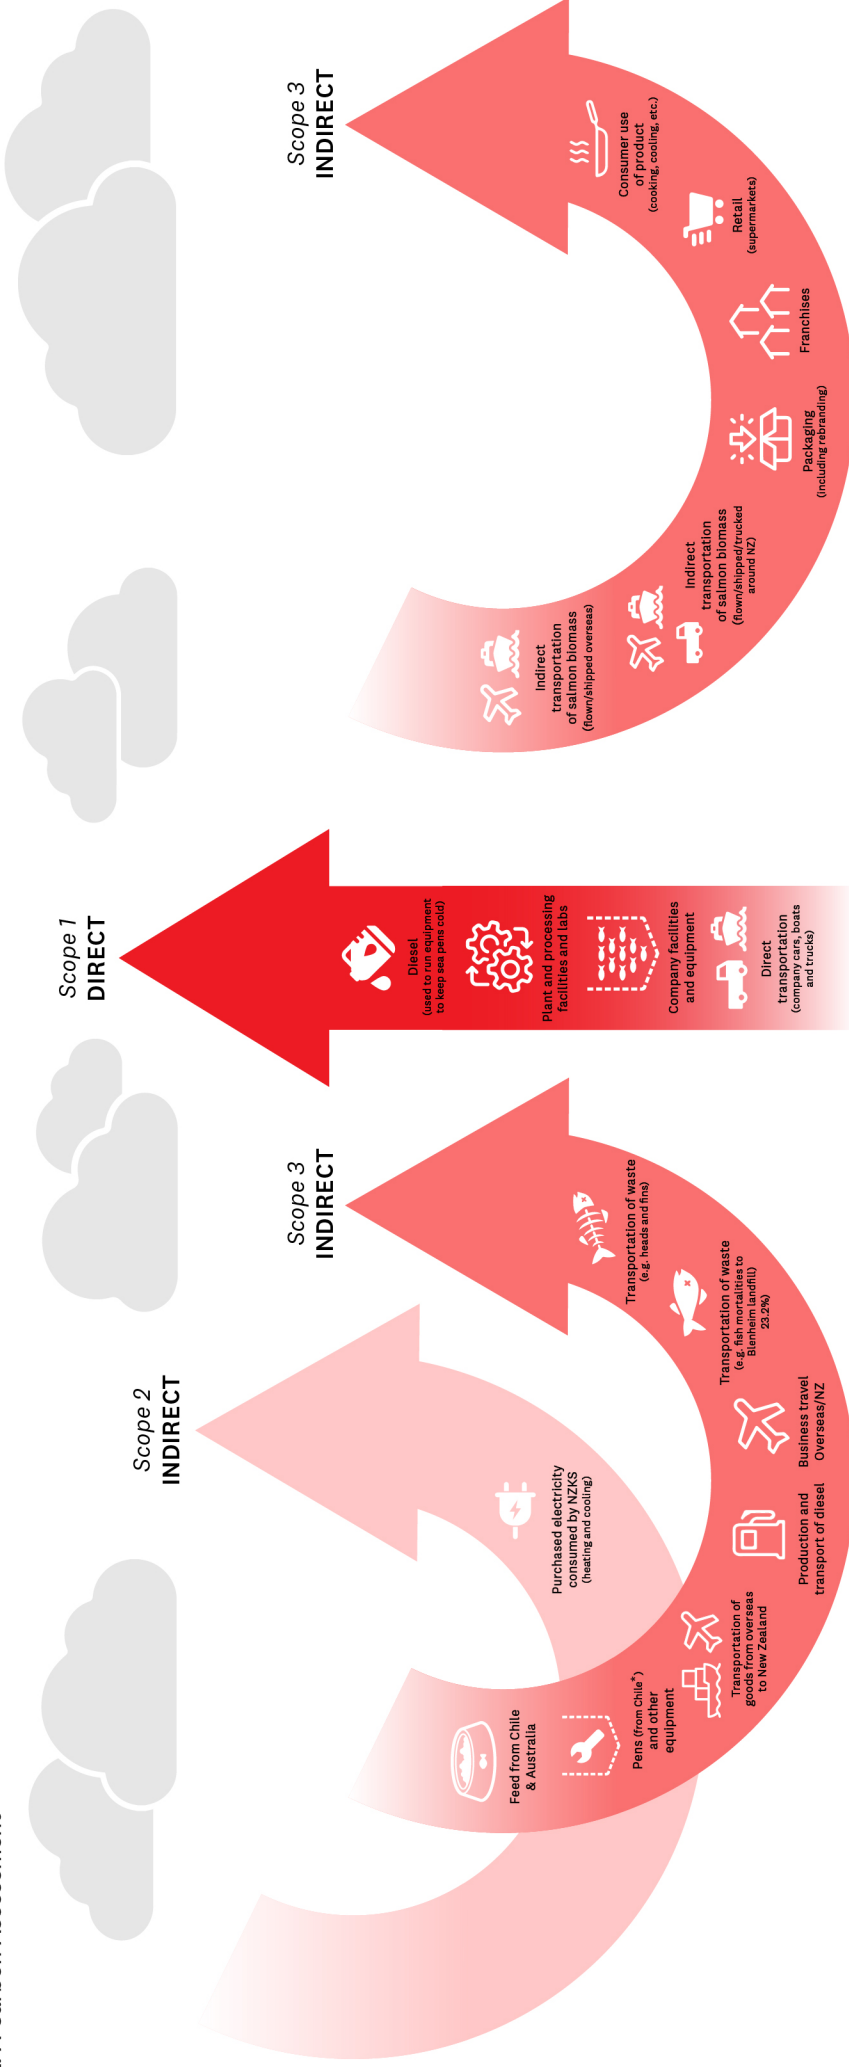 Scope 2
INDIRECT
Purchased electricity
consumed by NZKS
(heating and cooling)
Scope 3
INDIRECT
Feed from Chile
& Australia
Pens (from Chile*)
and other
equipment
Transportation of
goods from overseas
to New Zealand
Production and
transport of diesel
Business travel
Overseas/NZ
Transportation of waste
(e.g. fish mortalities to
Blenheim landfill)
23.2%)
Transportation of waste
(e.g. heads and fins)
Scope 1
DIRECT
Diesel
(used to run equipment
to keep sea pens cold)
Plant and processing
facilities and labs
Company facilities
and equipment
Direct
transportation
(company cars, boats
and trucks)
Scope 3
INDIRECT
Indirect
transportation
of salmon biomass
(flown/shipped overseas)
Indirect
transportation
of salmon biomass
(flown/shipped/trucked
around NZ)
Packaging
(including rebranding)
Franchises
Retail
(supermarkets)
Consumer use
of product
(cooking, cooling, etc.)